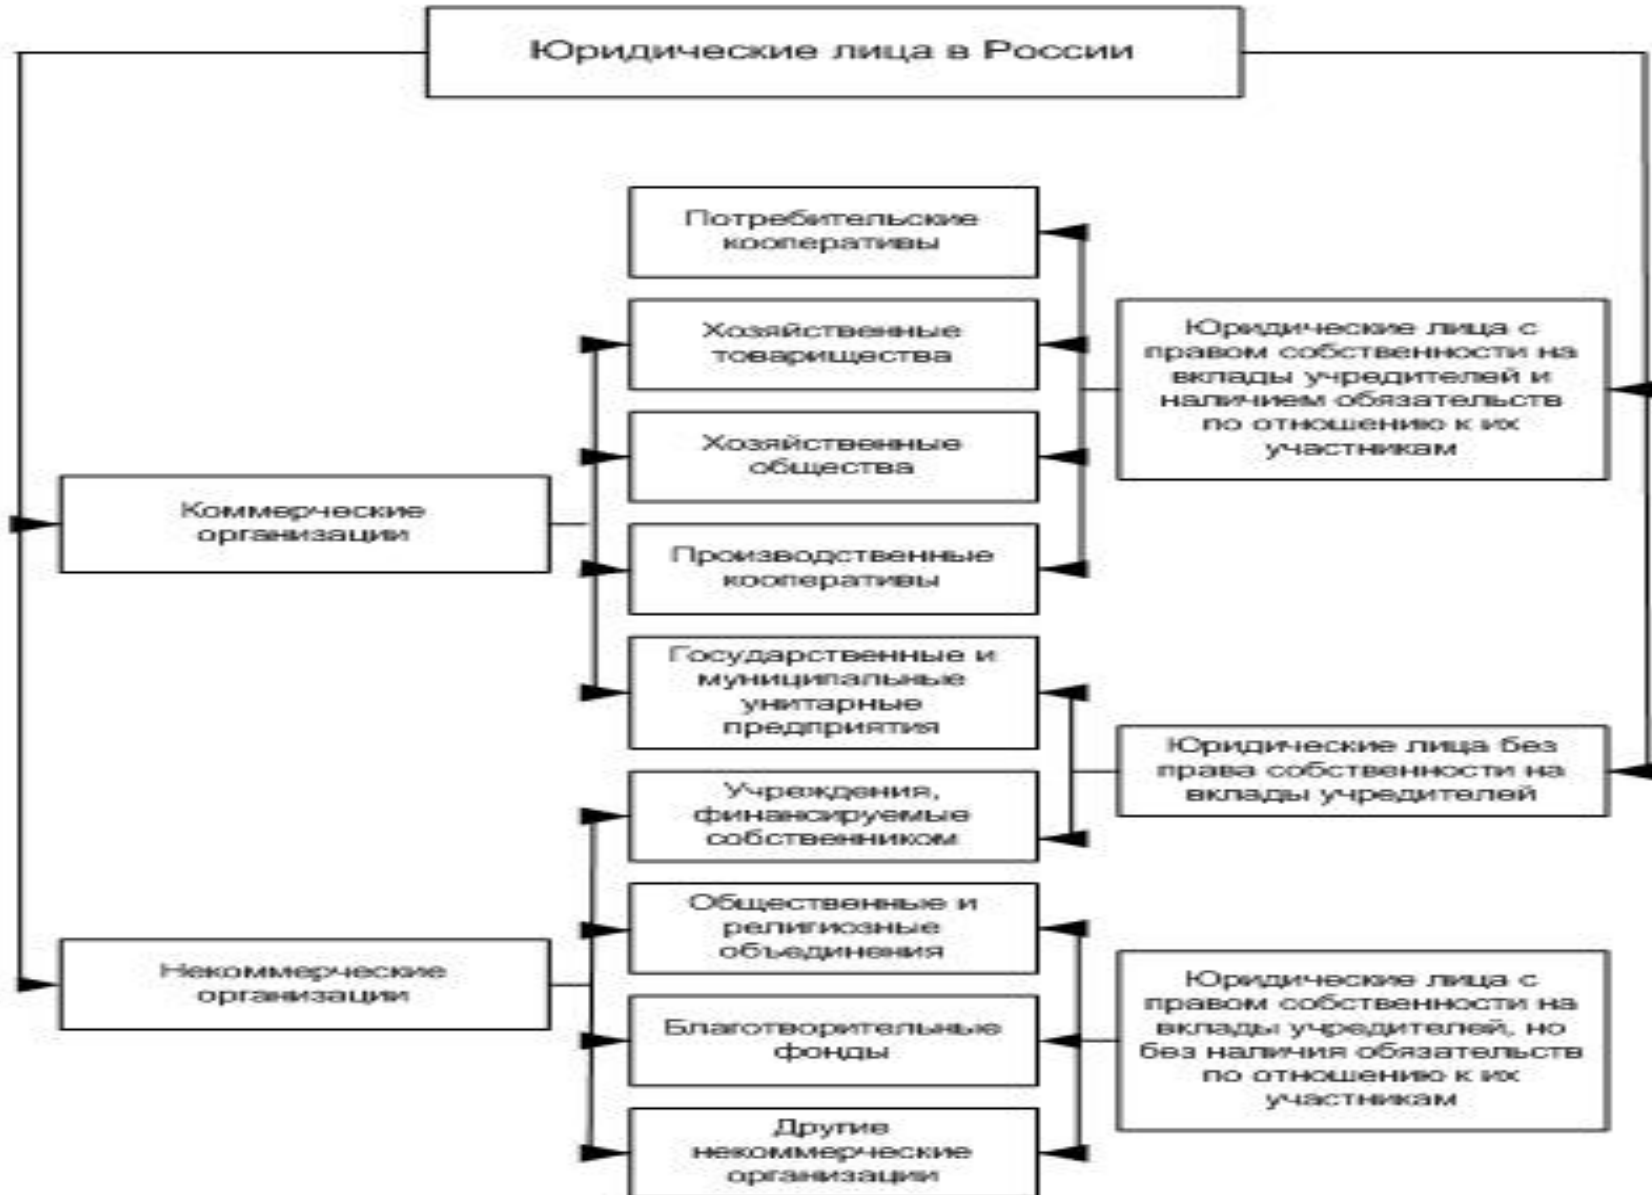 Юридические лица в России
Потребительские
кооперативы
Хозяйственные
товарищества
Юридические лица с
правом собственности на
вклады учредителей и
наличием обязательств
по отношению к их
участникам
Хозяйственные
общества
Коммерческие
организации
Производственные
кооперативы
Государственные и
муниципальные
унитарные
предприятия
Юридические лица без
права собственности на
вклады учредителей
Учреждения,
финансируемые
собственником
Общественные и
религиозные
объединения
Некоммерческие
организации
Благотворительные
фонды
Юридические лица с
правом собственности на
вклады учредителей, но
без наличия обязательств
по отношению к их
участникам
Другие
некоммерческие
организации